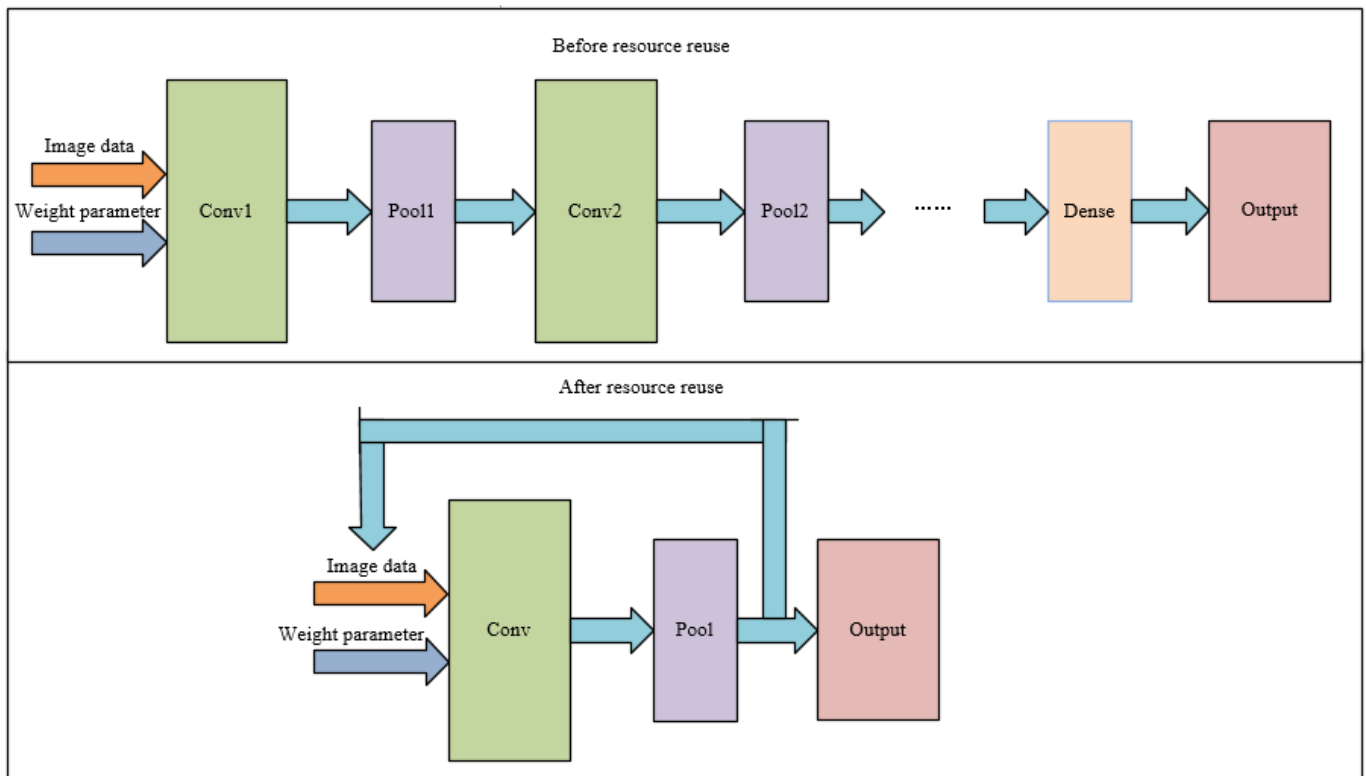 Before resource reuse
Image data
Weight parameter
Conv1
Pool1
Conv2
Pool2
......
Dense
Output
After resource reuse
Image data
Weight parameter
Conv
Pool
Output